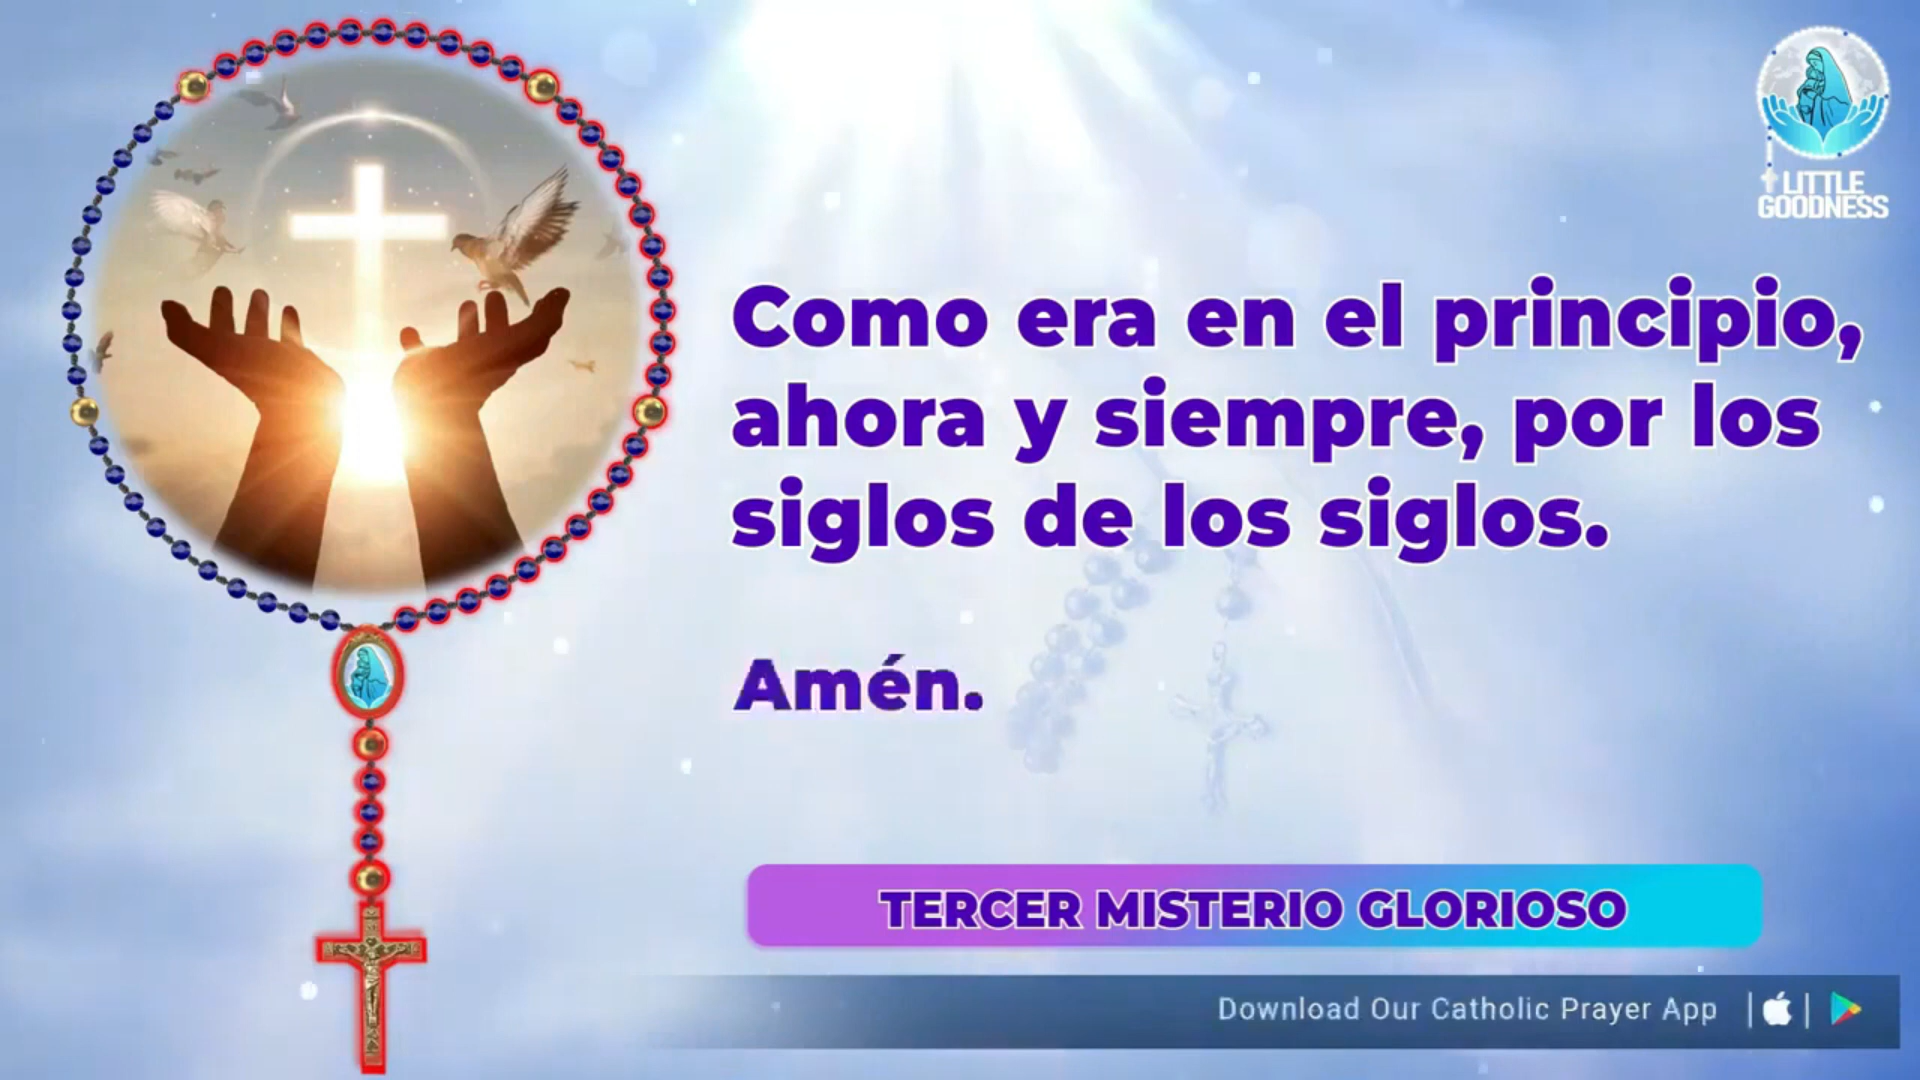 LITTLE
GOODNESS
Como era en el principio,
ahora y siempre, por los
siglos de los siglos.
Amén.
TERCER MISTERIO GLORIOSO
Download Our Catholic Prayer App